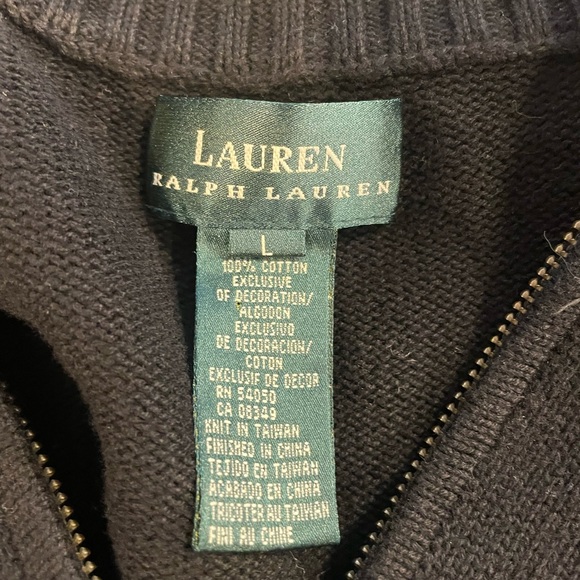 LAUREN
RALPH LAUREN
L
100% COTTON
EXCLUSIVE
OF DECORATION/
ALGODON
EXCLUSIVO
DE DECORACION/
COTON
EXCLUSIF DE DECOR
RN 54050
CA 08349
KNIT IN TAIWAN
FINISHED IN CHINA
TEJIDO EN TAIWAN
ACABADO EN CHINA
TRICOTER AU TAIWAN
FINI AU CHINE